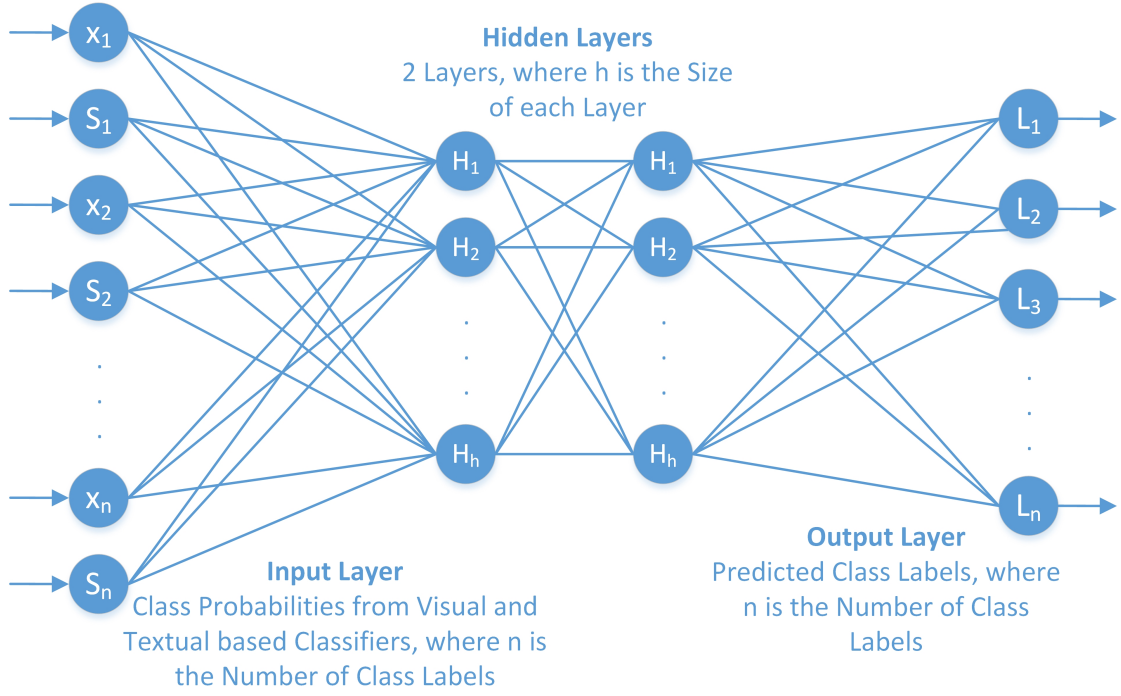 x1
S1
x2
S2
.
.
.
xn
Sn
Input Layer
Class Probabilities from Visual and
Textual based Classifiers, where n is
the Number of Class Labels
Hidden Layers
2 Layers, where h is the Size
of each Layer
H1
H2
.
.
.
Hh
H1
H2
.
.
.
Hh
L1
L2
L3
.
.
.
Ln
Output Layer
Predicted Class Labels, where
n is the Number of Class
Labels